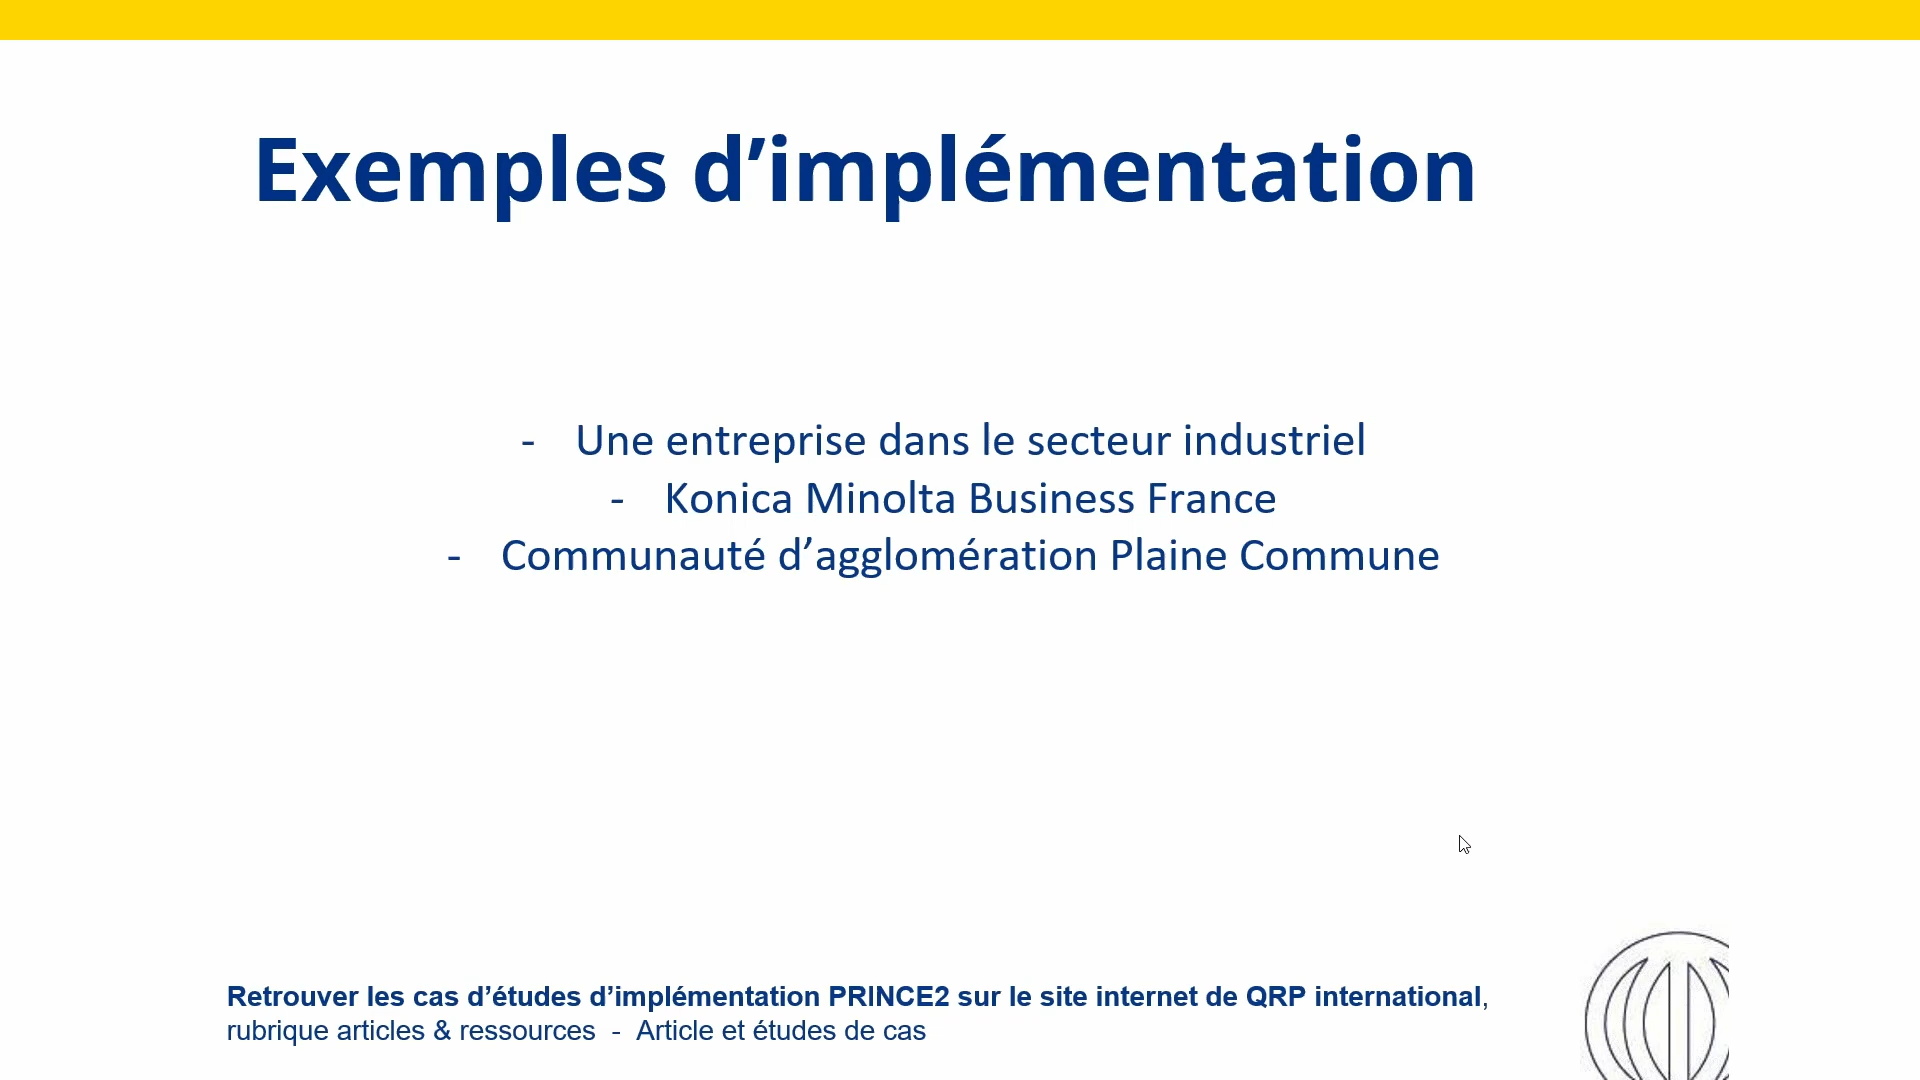 Exemples d’implémentation
- Une entreprise dans le secteur industriel
- Konica Minolta Business France
- Communauté d’agglomération Plaine Commune
Retrouver les cas d’études d’implémentation PRINCE2 sur le site internet de QRP international,
rubrique articles & ressources - Article et études de cas